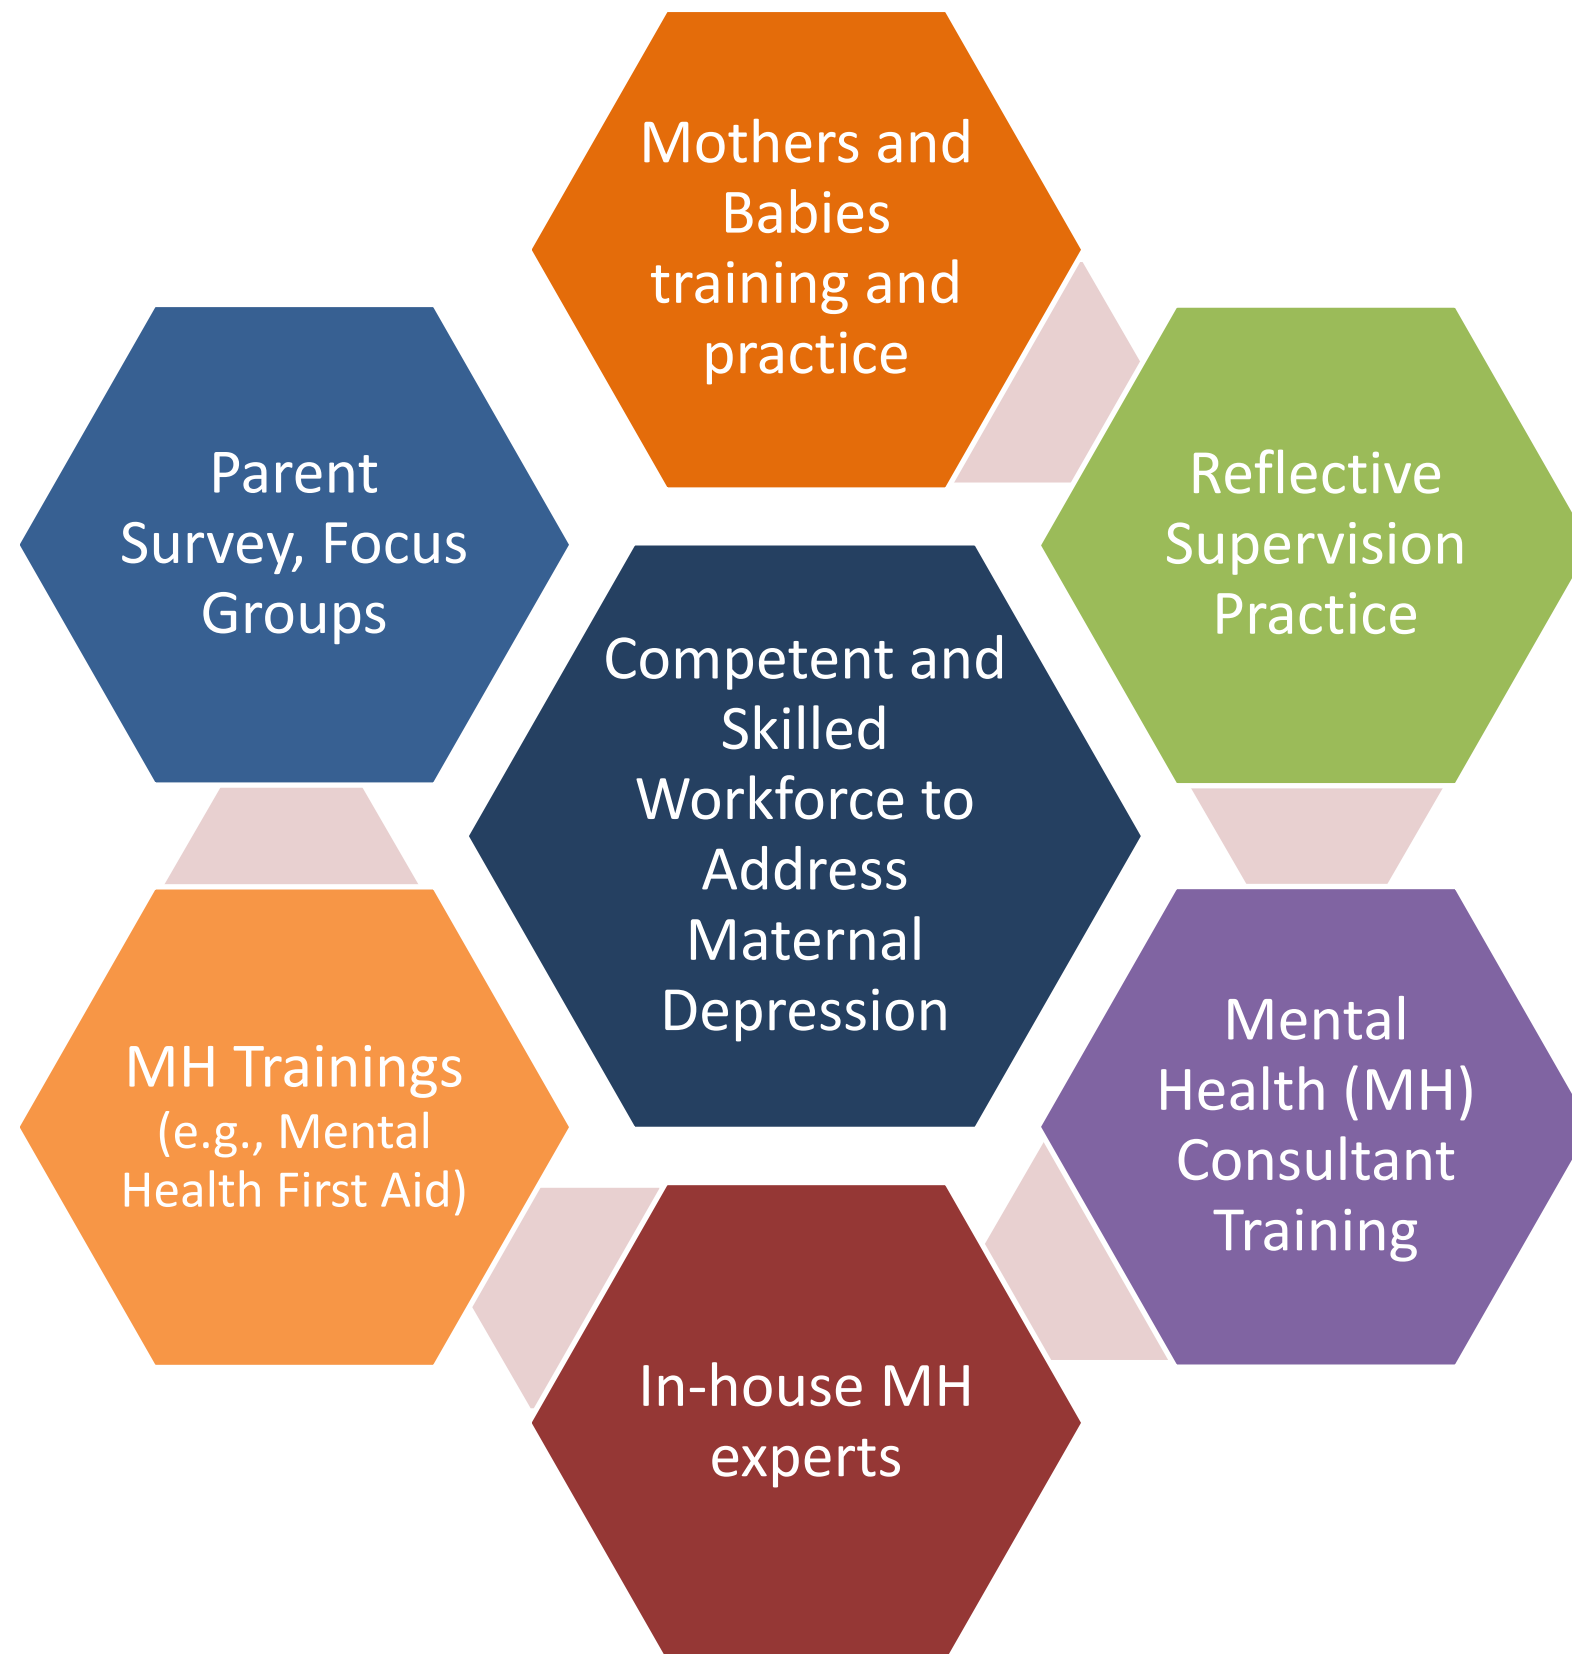 Mothers and
Babies
training and
practice
Reflective
Supervision
Practice
Mental
Health (MH)
Consultant
Training
In-house MH
experts
MH Trainings
(e.g., Mental
Health First Aid)
Parent
Survey, Focus
Groups
Competent and
Skilled
Workforce to
Address
Maternal
Depression